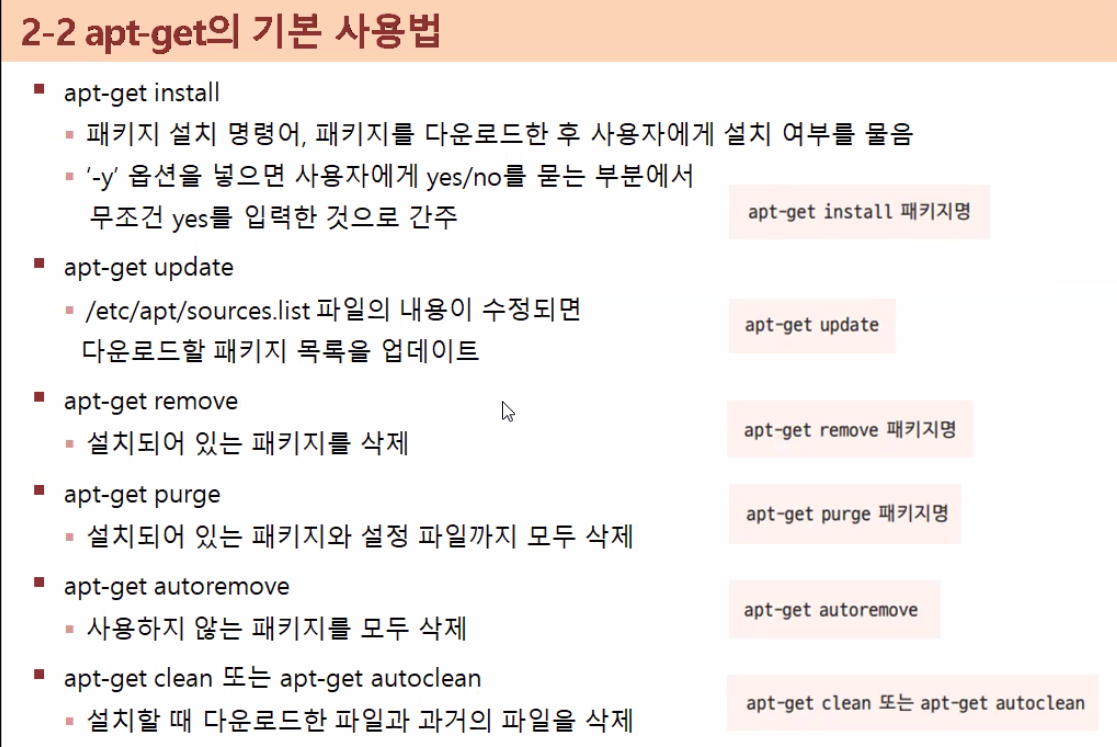 2-2 apt-get의 기본 사용법
apt-get install
패키지 설치 명령어, 패키지를 다운로드한 후 사용자에게 설치 여부를 물음
‘-y’ 옵션을 넣으면 사용자에게 yes/no를 묻는 부분에서
무조건 yes를 입력한 것으로 간주
apt-get install 패키지명
apt-get update
/etc/apt/sources.list 파일의 내용이 수정되면
다운로드할 패키지 목록을 업데이트
apt-get update
apt-get remove
설치되어 있는 패키지를 삭제
apt-get remove 패키지명
apt-get purge
설치되어 있는 패키지와 설정 파일까지 모두 삭제
apt-get purge 패키지명
apt-get autoremove
사용하지 않는 패키지를 모두 삭제
apt-get autoremove
apt-get clean 또는 apt-get autoclean
설치할 때 다운로드한 파일과 과거의 파일을 삭제
apt-get clean 또는 apt-get autoclean